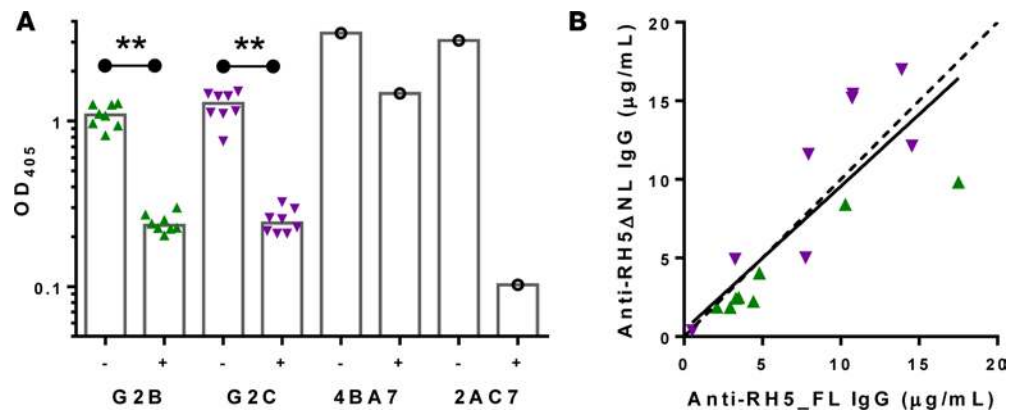 A
**
**
OD405
1
0.1
- + - + - + - +
G2B G2C 4BA7 2AC7
B
Anti-RH5ΔNL IgG (μg/mL)
20
15
10
5
0
0 5 10 15 20
Anti-RH5_FL IgG (μg/mL)